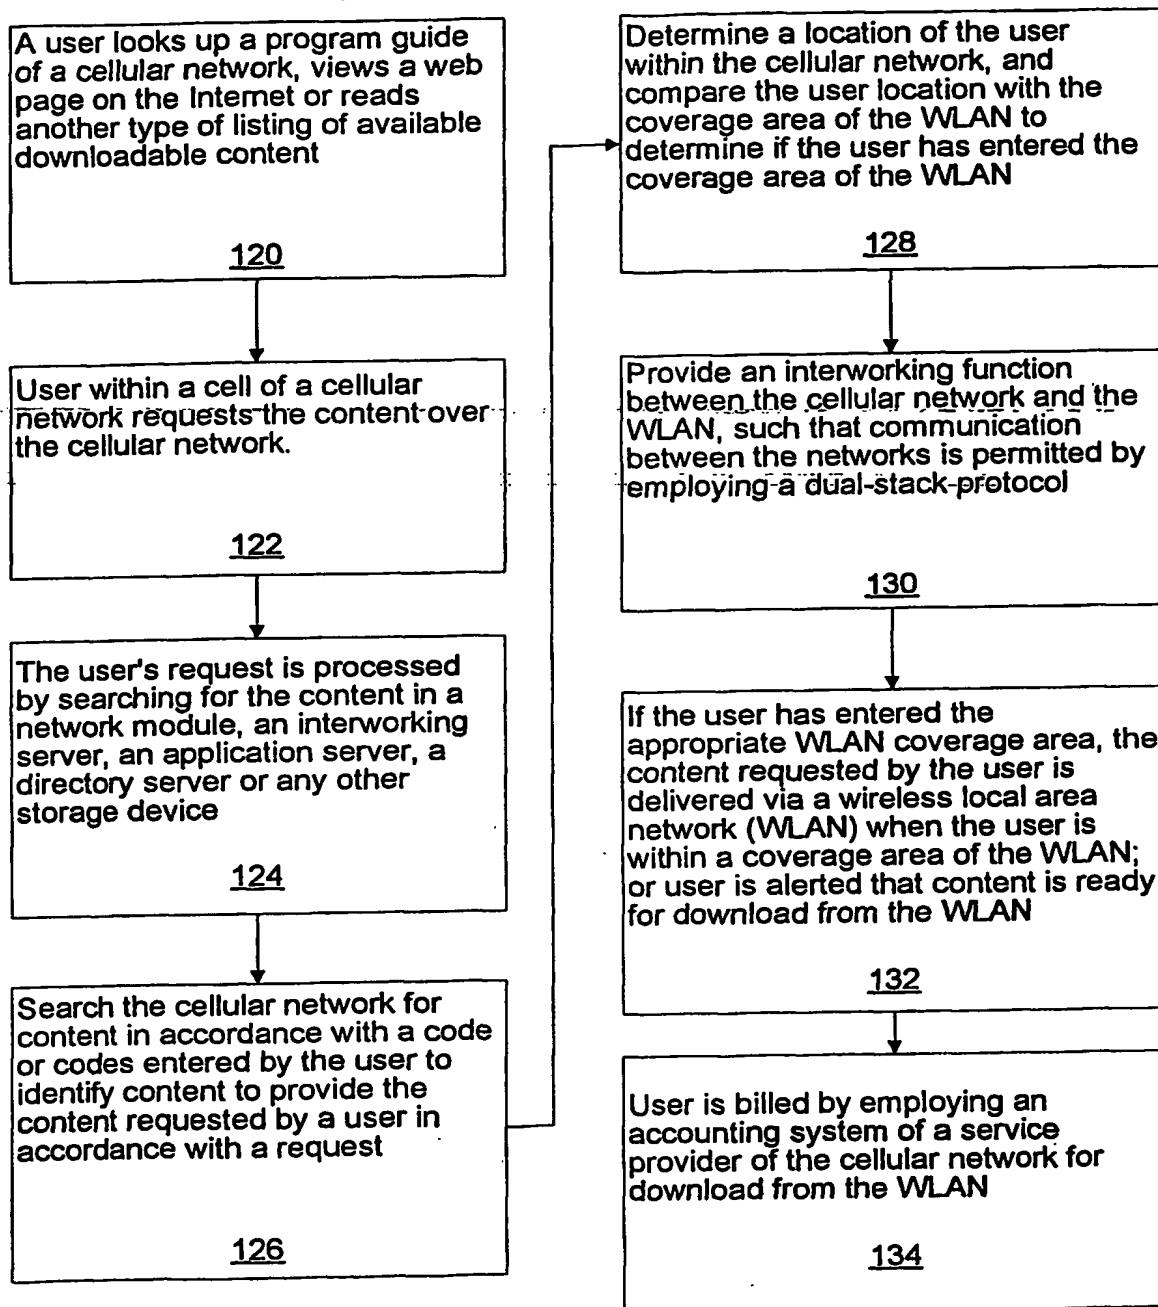 A user looks up a program guide
of a cellular network, views a web
page on the Internet or reads
another type of listing of available
downloadable content
120
User within a cell of a cellular
network requests the content over
the cellular network.
122
The user's request is processed
by searching for the content in a
network module, an interworking
server, an application server, a
directory server or any other
storage device
124
Search the cellular network for
content in accordance with a code
or codes entered by the user to
identify content to provide the
content requested by a user in
accordance with a request
126
Determine a location of the user
within the cellular network, and
compare the user location with the
coverage area of the WLAN to
determine if the user has entered the
coverage area of the WLAN
128
Provide an interworking function
between the cellular network and the
WLAN, such that communication
between the networks is permitted by
employing a dual-stack-protocol
130
If the user has entered the
appropriate WLAN coverage area, the
content requested by the user is
delivered via a wireless local area
network (WLAN) when the user is
within a coverage area of the WLAN;
or user is alerted that content is ready
for download from the WLAN
132
User is billed by employing an
accounting system of a service
provider of the cellular network for
download from the WLAN
134